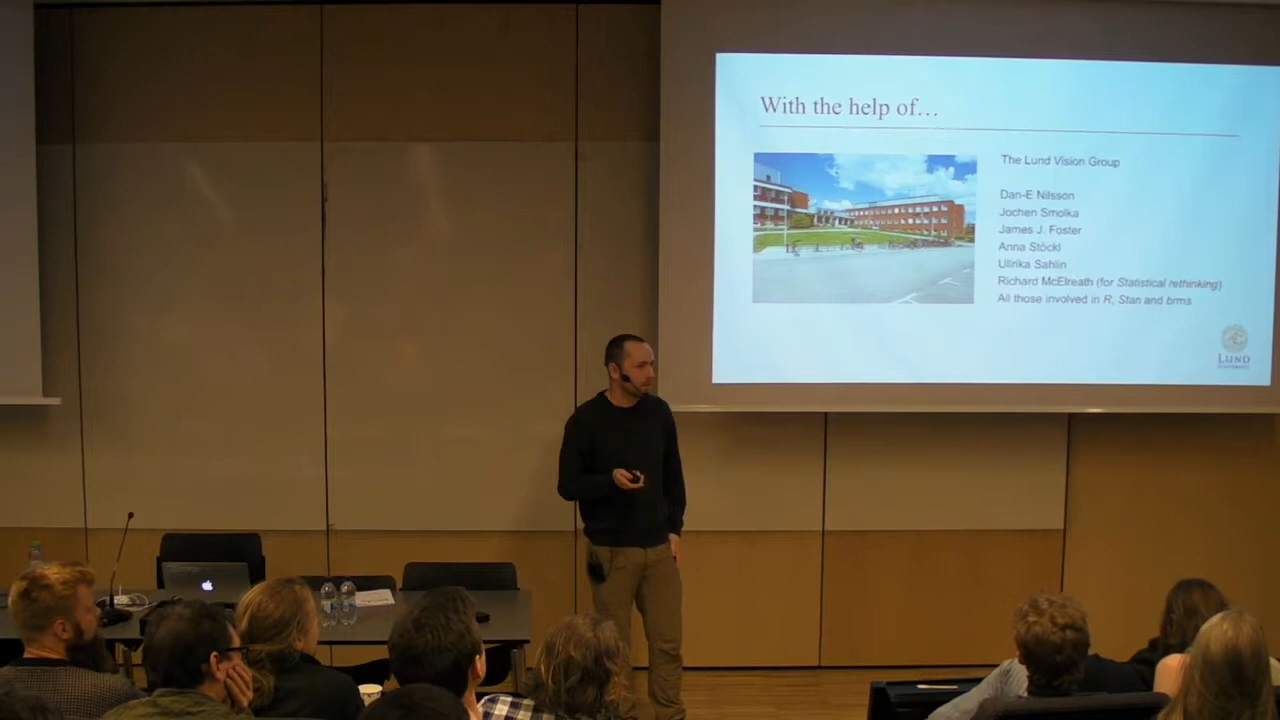 With the help of…
The Lund Vision Group
Dan-E Nilsson
Jochen Smolka
James J. Foster
Anna Stöckl
Ullrika Sahlin
Richard McElreath (for Statistical rethinking)
All those involved in R, Stan and brms
LUND
UNIVERSITY